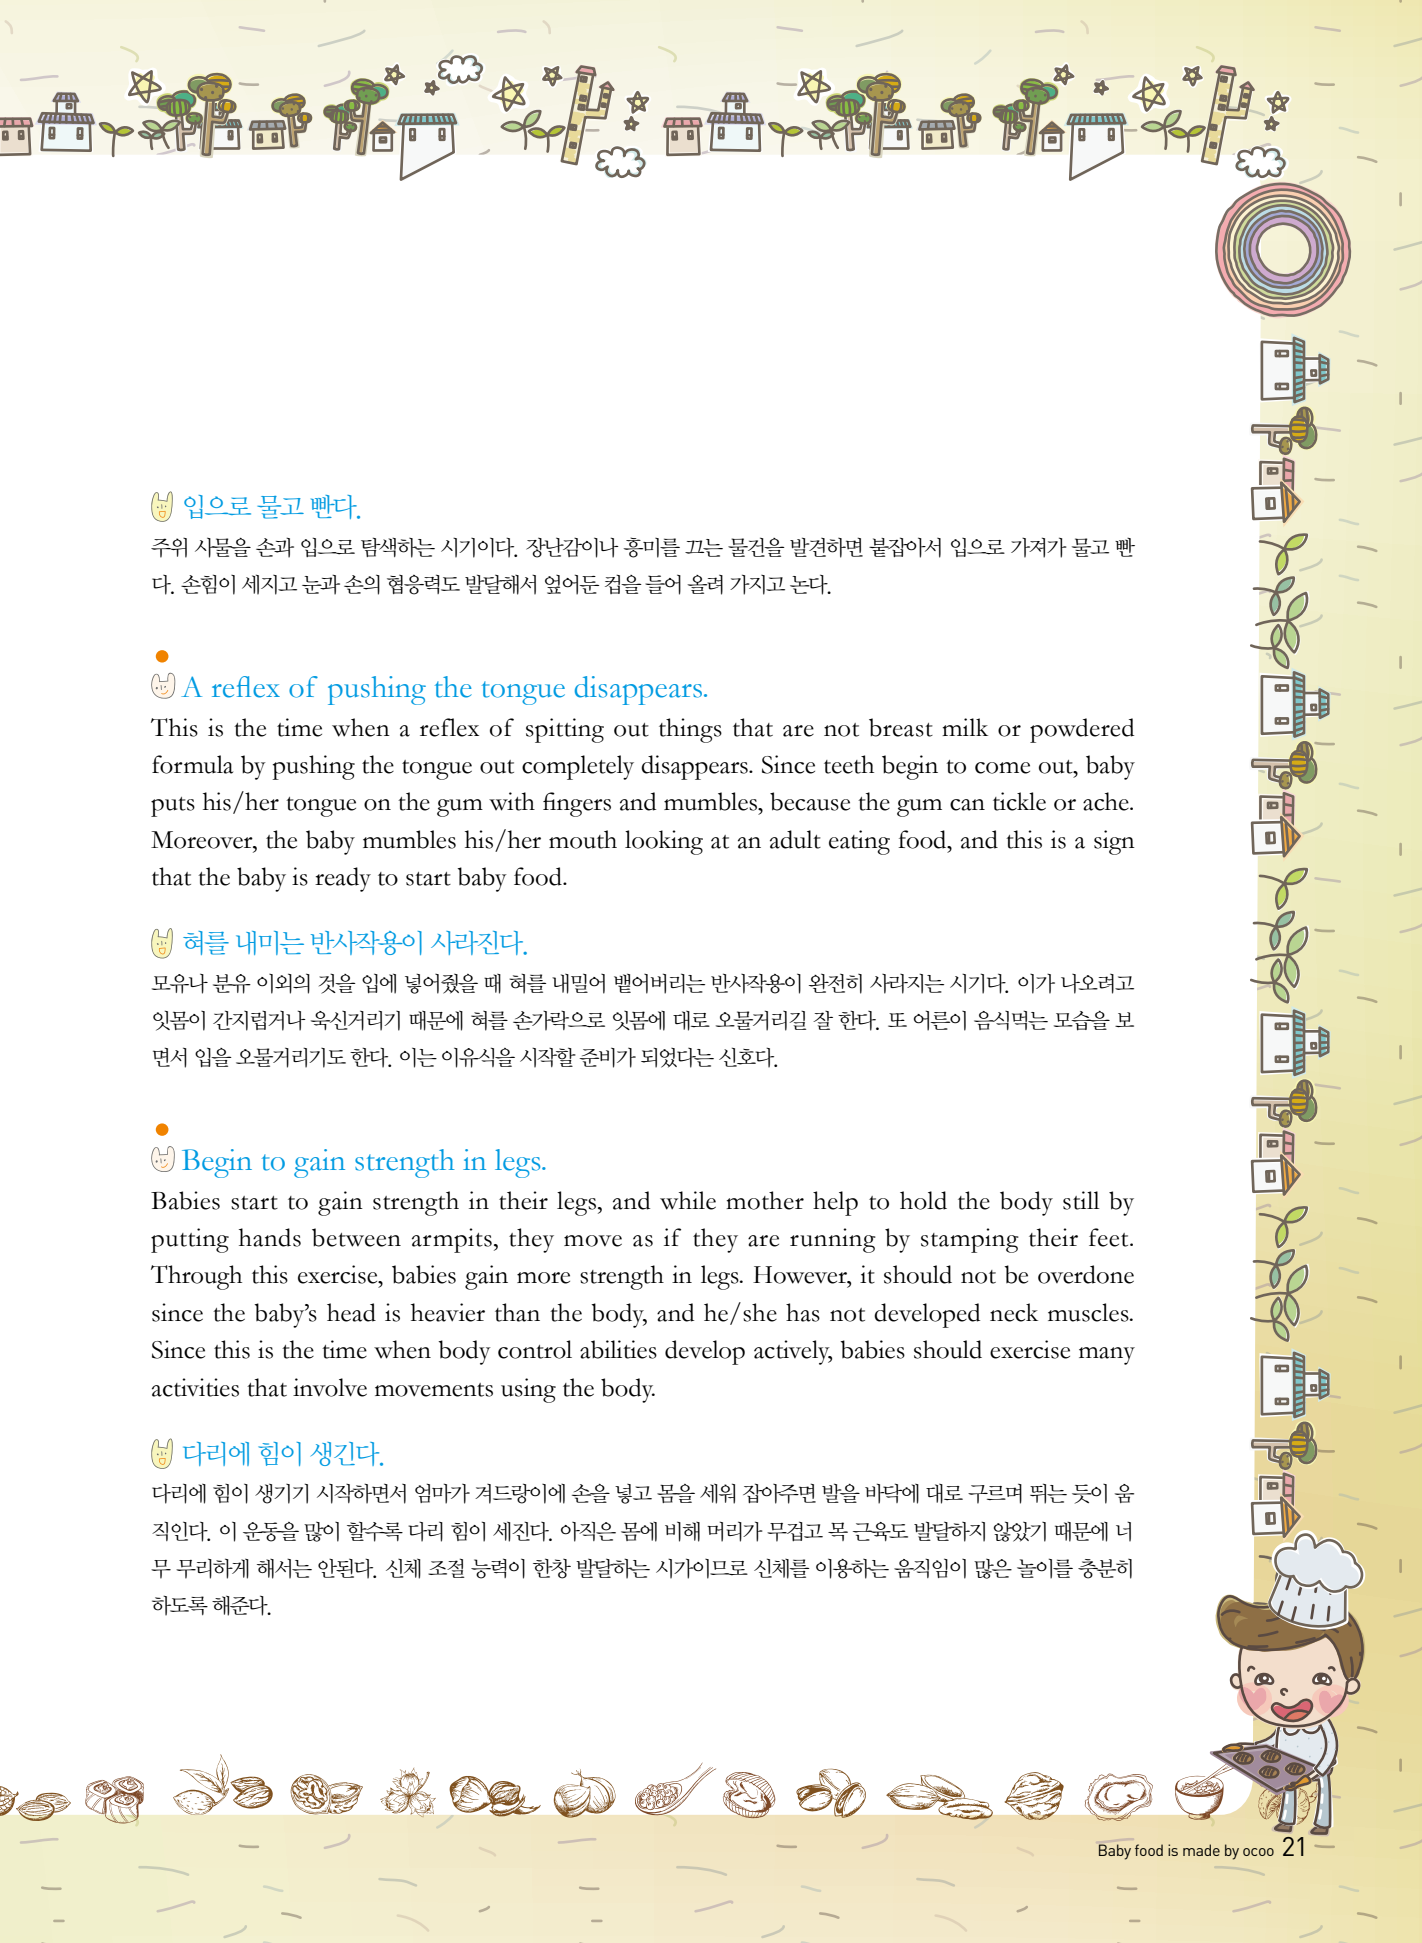 입으로 물고 빤다.
주위 사물을 손과 입으로 탐색하는 시기이다. 장난감이나 흥미를 끄는 물건을 발견하면 붙잡아서 입으로 가져가 물고 빤
다. 손힘이 세지고 눈과 손의 협응력도 발달해서 엎어둔 컵을 들어 올려 가지고 논다.
A reflex of pushing the tongue disappears.
This is the time when a reflex of spitting out things that are not breast milk or powdered
formula by pushing the tongue out completely disappears. Since teeth begin to come out, baby
puts his/her tongue on the gum with fingers and mumbles, because the gum can tickle or ache.
Moreover, the baby mumbles his/her mouth looking at an adult eating food, and this is a sign
that the baby is ready to start baby food.
혀를 내미는 반사작용이 사라진다.
모유나 분유 이외의 것을 입에 넣어줬을 때 혀를 내밀어 뱉어버리는 반사작용이 완전히 사라지는 시기다. 이가 나오려고
잇몸이 간지럽거나 욱신거리기 때문에 혀를 손가락으로 잇몸에 대로 오물거리길 잘 한다. 또 어른이 음식먹는 모습을 보
면서 입을 오물거리기도 한다. 이는 이유식을 시작할 준비가 되었다는 신호다.
Begin to gain strength in legs.
Babies start to gain strength in their legs, and while mother help to hold the body still by
putting hands between armpits, they move as if they are running by stamping their feet.
Through this exercise, babies gain more strength in legs. However, it should not be overdone
since the baby's head is heavier than the body, and he/she has not developed neck muscles.
Since this is the time when body control abilities develop actively, babies should exercise many
activities that involve movements using the body.
다리에 힘이 생긴다.
다리에 힘이 생기기 시작하면서 엄마가 겨드랑이에 손을 넣고 몸을 세워 잡아주면 발을 바닥에 대로 구르며 뛰는 듯이 움
직인다. 이 운동을 많이 할수록 다리 힘이 세진다. 아직은 몸에 비해 머리가 무겁고 목 근육도 발달하지 않았기 때문에 너
무 무리하게 해서는 안된다. 신체 조절 능력이 한창 발달하는 시가이므로 신체를 이용하는 움직임이 많은 놀이를 충분히
하도록 해준다.
Baby food is made by ocoo 21